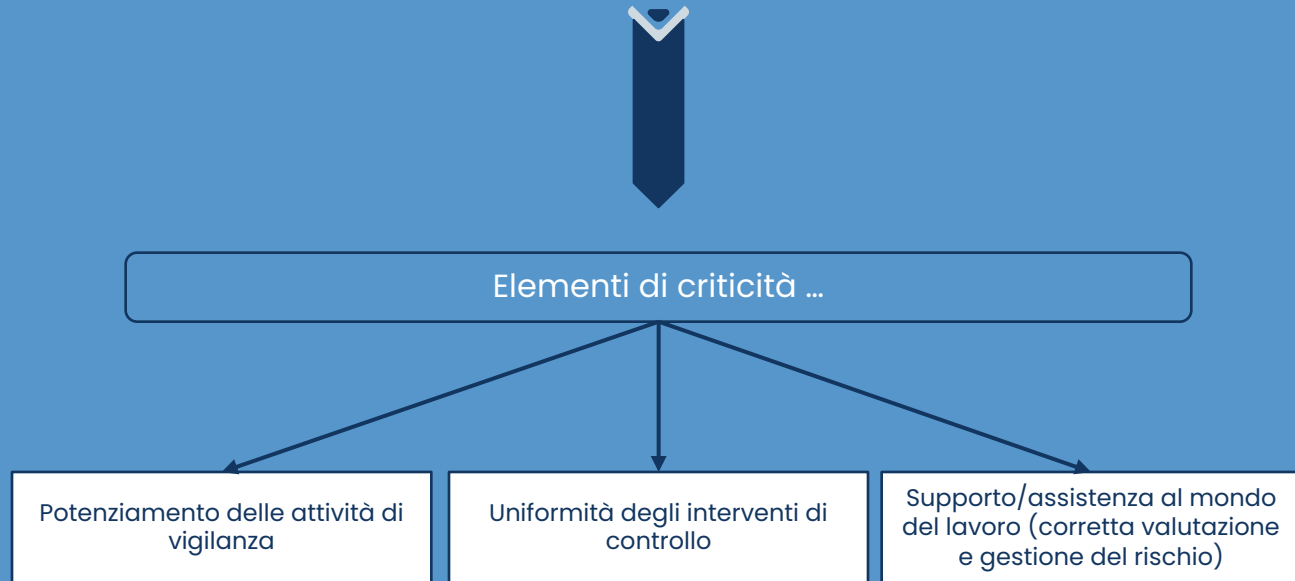 Elementi di criticità ...
Potenziamento delle attività di
vigilanza
Uniformità degli interventi di
controllo
Supporto/assistenza al mondo
del lavoro (corretta valutazione
e gestione del rischio)